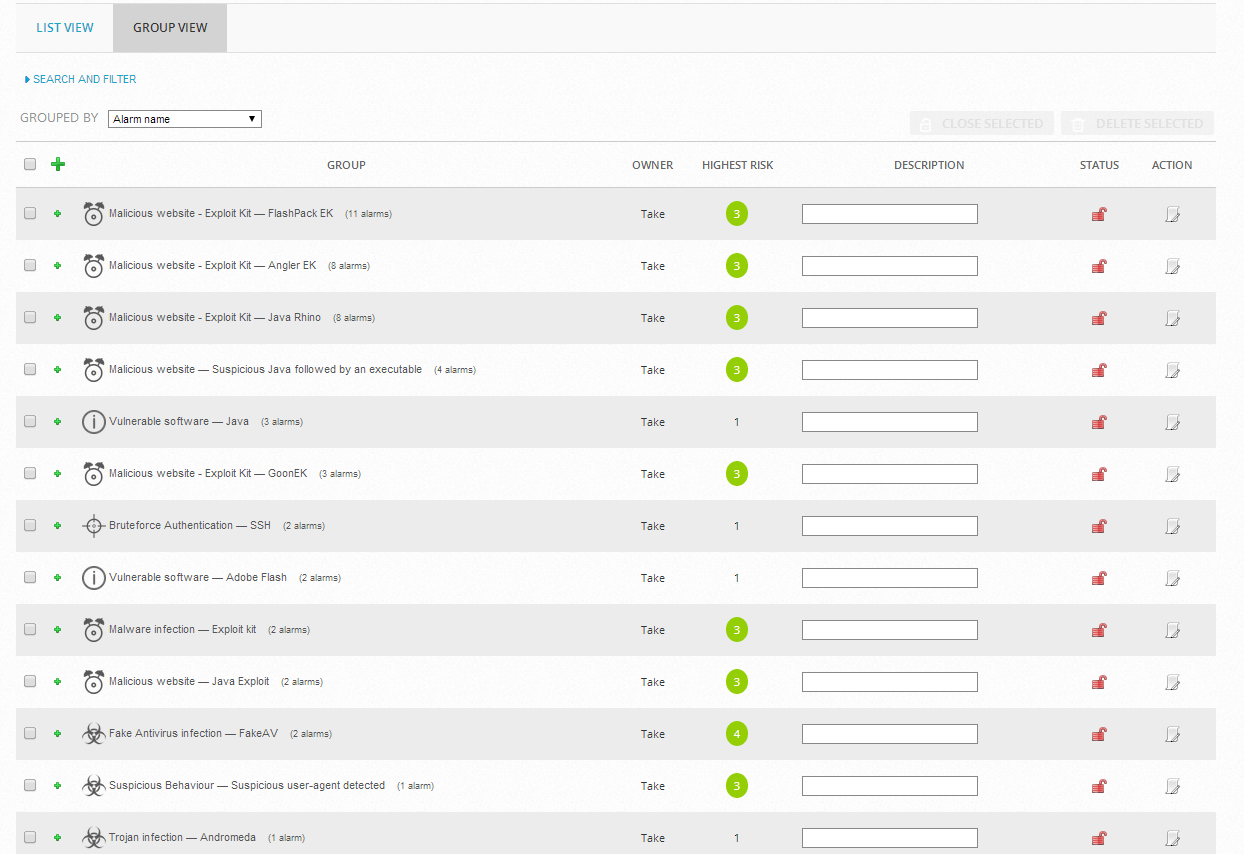 LIST VIEW GROUP VIEW
SEARCH AND FILTER
GROUPED BY Alarm name CLOSE SELECTED DELETE SELECTED
GROUP OWNER HIGHEST RISK DESCRIPTION STATUS ACTION
Malicious website - Exploit Kit — FlashPack EK (11 alarms) Take 3
Malicious website - Exploit Kit — Angler EK (8 alarms) Take 3
Malicious website - Exploit Kit — Java Rhino (8 alarms) Take 3
Malicious website — Suspicious Java followed by an executable (4 alarms) Take 3
Vulnerable software — Java (3 alarms) Take 1
Malicious website - Exploit Kit — GoonEK (3 alarms) Take 3
Bruteforce Authentication — SSH (2 alarms) Take 1
Vulnerable software — Adobe Flash (2 alarms) Take 1
Malware infection — Exploit kit (2 alarms) Take 3
Malicious website — Java Exploit (2 alarms) Take 3
Fake Antivirus infection — FakeAV (2 alarms) Take 4
Suspicious Behaviour — Suspicious user-agent detected (1 alarm) Take 3
Trojan infection — Andromeda (1 alarm) Take 1